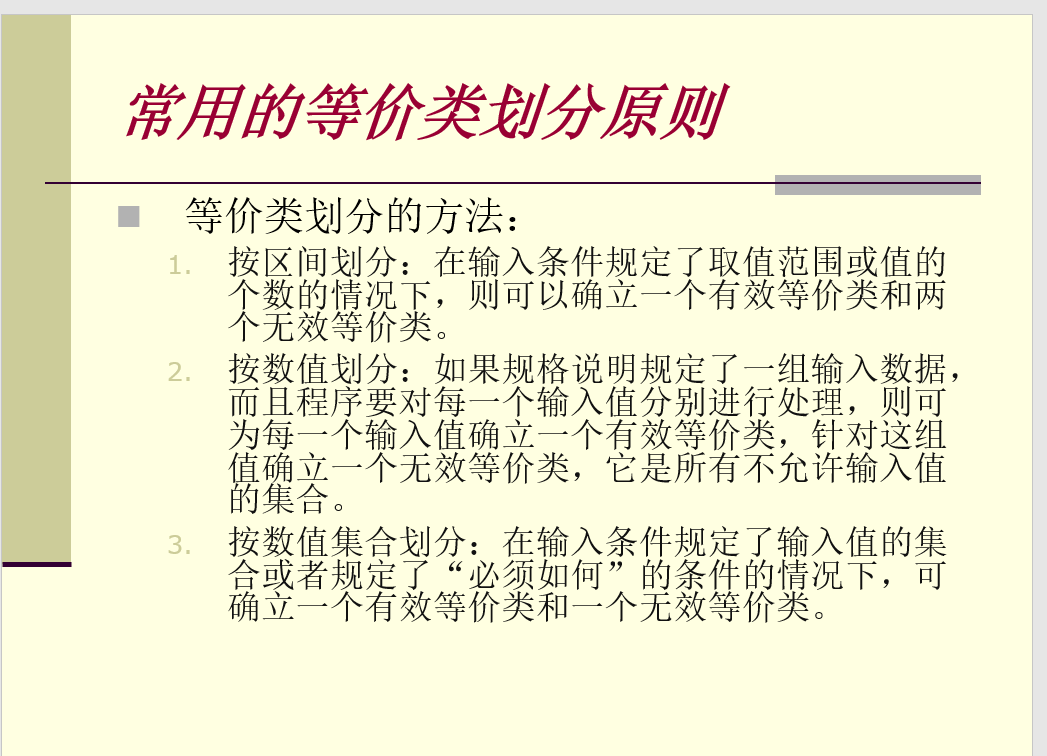 常用的等价类划分原则
等价类划分的方法：
1. 按区间划分：在输入条件规定了取值范围或值的
个数的情况下，则可以确立一个有效等价类和两
个无效等价类。
2. 按数值划分：如果规格说明规定了一组输入数据，
而且程序要对每一个输入值分别进行处理，则可
为每一个输入值确立一个有效等价类，针对这组
值确立一个无效等价类，它是所有不允许输入值
的集合。
3. 按数值集合划分：在输入条件规定了输入值的集
合或者规定了“必须如何”的条件的情况下，可
确立一个有效等价类和一个无效等价类。